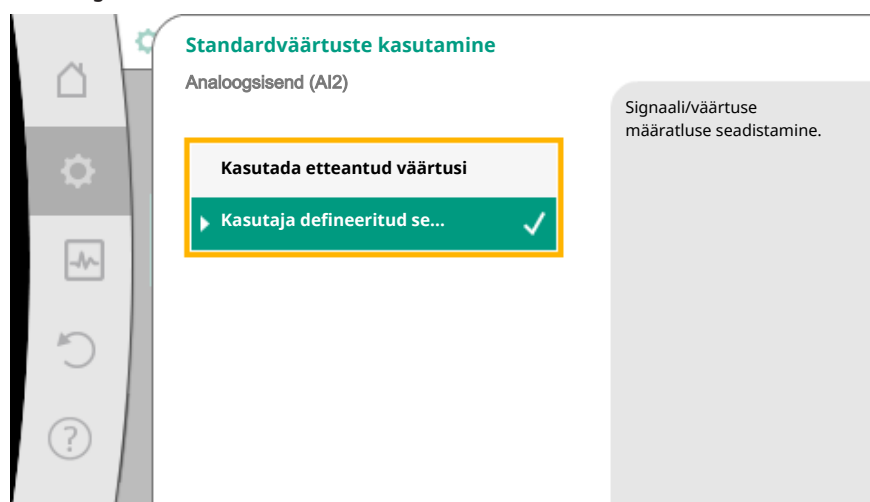 Standardväärtuste kasutamine
Analoogsisend (AI2)
Kasutada etteantud väärtusi
Kasutaja defineeritud se...
Signaali/väärtuse
määratluse seadistamine.
?